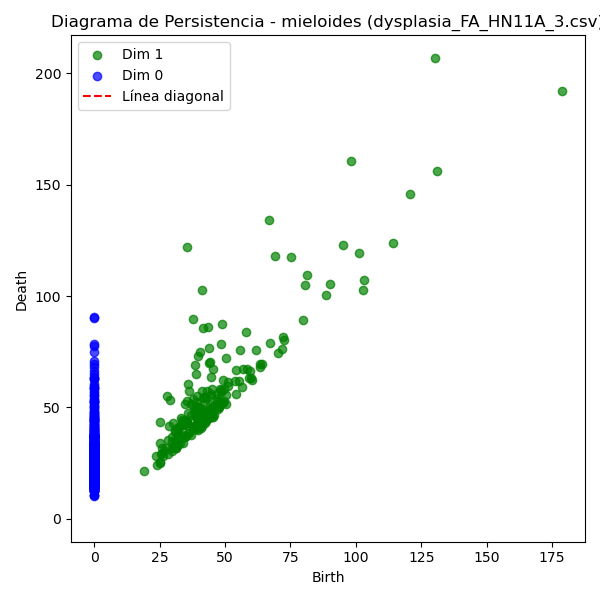 Diagrama de Persistencia - mieloides (dysplasia_FA_HN11A_3.csv)
Dim 1
Dim 0
Línea diagonal
200
150
100
50
0
Death
0 25 50 75 100 125 150 175
Birth